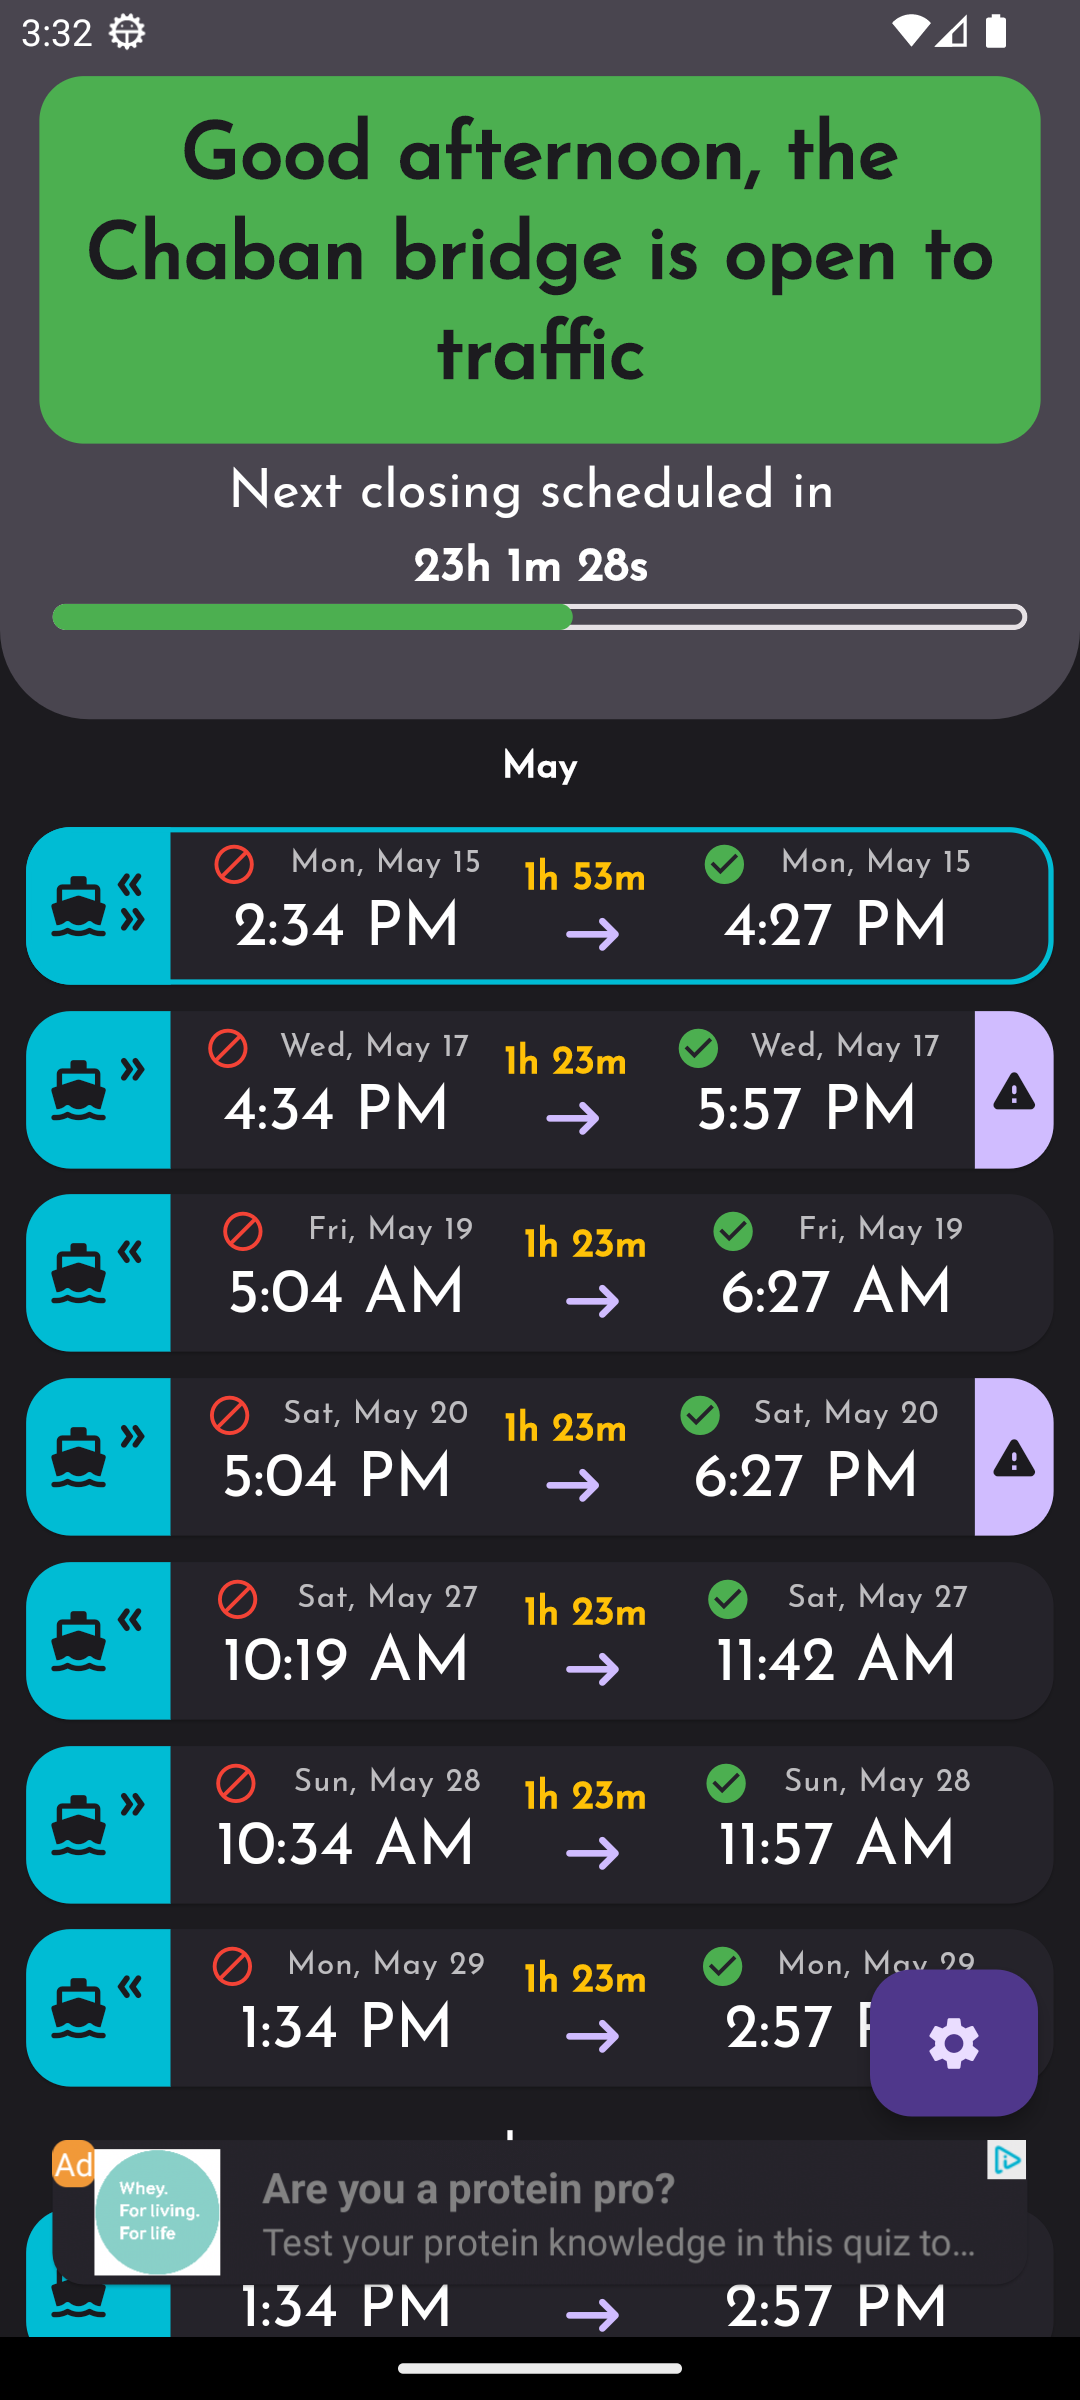 3:32
Good afternoon, the
Chaban bridge is open to
traffic
Next closing scheduled in
23h 1m 28s
May
Mon, May 15 1h 53m Mon, May 15
2:34 PM → 4:27 PM
Wed, May 17 1h 23m Wed, May 17
4:34 PM → 5:57 PM
Fri, May 19 1h 23m Fri, May 19
5:04 AM → 6:27 AM
Sat, May 20 1h 23m Sat, May 20
5:04 PM → 6:27 PM
Sat, May 27 1h 23m Sat, May 27
10:19 AM → 11:42 AM
Sun, May 28 1h 23m Sun, May 28
10:34 AM → 11:57 AM
Mon, May 29 1h 23m Mon, May 29
1:34 PM → 2:57
Ad
Whey.
For living.
For life
Are you a protein pro?
Test your protein knowledge in this quiz to...
1:34 PM → 2:57 PM